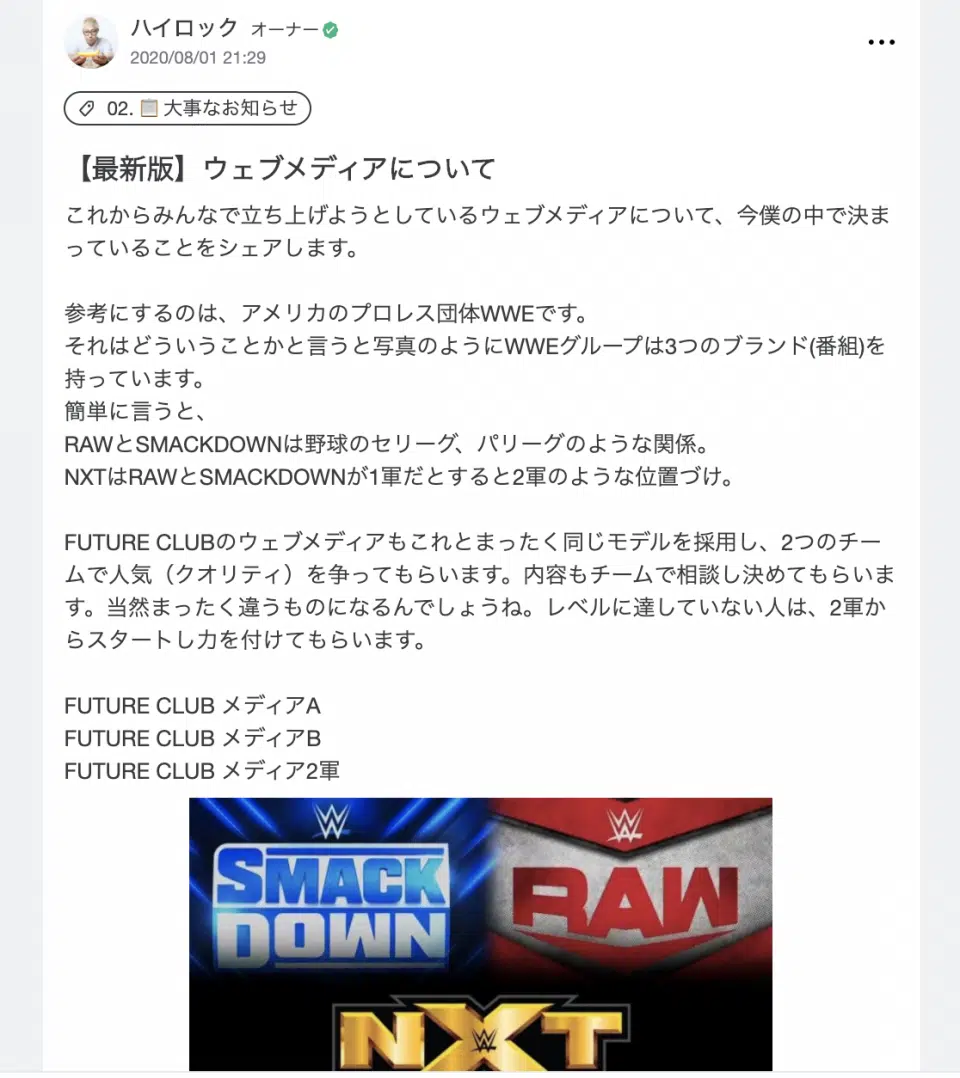 ハイロック オーナー
2020/08/01 21:29
02.📋大事なお知らせ
【最新版】ウェブメディアについて
これからみんなで立ち上げようとしているウェブメディアについて、今僕の中で決ま
っていることをシェアします。
参考にするのは、アメリカのプロレス団体WWEです。
それはどういうことかと言うと写真のようにWWEグループは3つのブランド(番組)を
持っています。
簡単に言うと、
RAWとSMACKDOWNは野球のセリーグ、パリーグのような関係。
NXTはRAWとSMACKDOWNが1軍だとすると2軍のような位置づけ。
FUTURE CLUBのウェブメディアもこれとまったく同じモデルを採用し、2つのチー
ムで人気（クオリティ）を争ってもらいます。内容もチームで相談し決めてもらいま
す。当然まったく違うものになるんでしょうね。レベルに達していない人は、2軍か
らスタートし力を付けてもらいます。
FUTURE CLUB メディアA
FUTURE CLUB メディアB
FUTURE CLUB メディア2軍
W
SMACK
DOWN
W
RAW
NXT
W